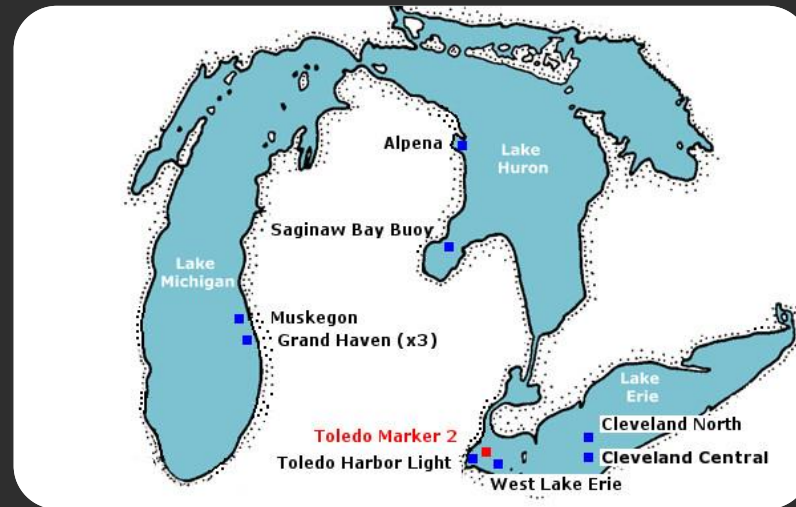 Alpena
Lake
Huron
Saginaw Bay Buoy
Lake
Michigan
Muskegon
Grand Haven (x3)
Lake
Erie
Cleveland North
Toledo Marker 2
Cleveland Central
Toledo Harbor Light
West Lake Erie